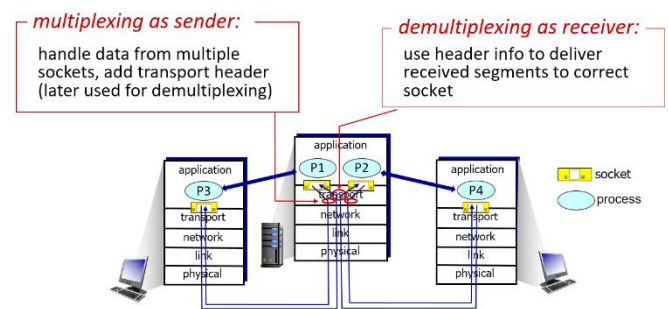 multiplexing as sender:
handle data from multiple
sockets, add transport header
(later used for demultiplexing)
demultiplexing as receiver:
use header info to deliver
received segments to correct
socket
application
P3
transport
network
link
physical
application
P1 P2
transport
network
link
physical
application
P4
transport
network
link
physical
socket
process